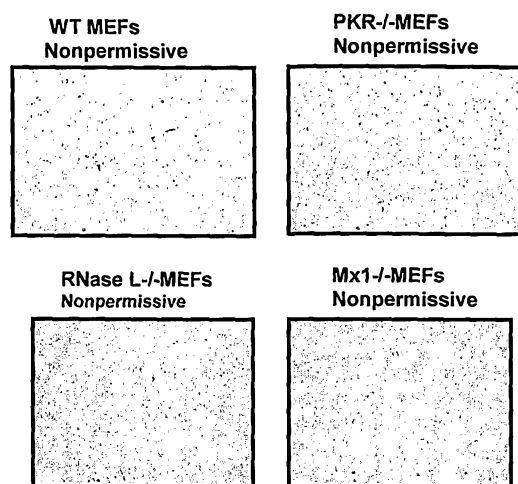 WT MEFs
Nonpermissive
PKR-/-MEFs
Nonpermissive
RNase L-/-MEFs
Nonpermissive
Mx1-/-MEFs
Nonpermissive